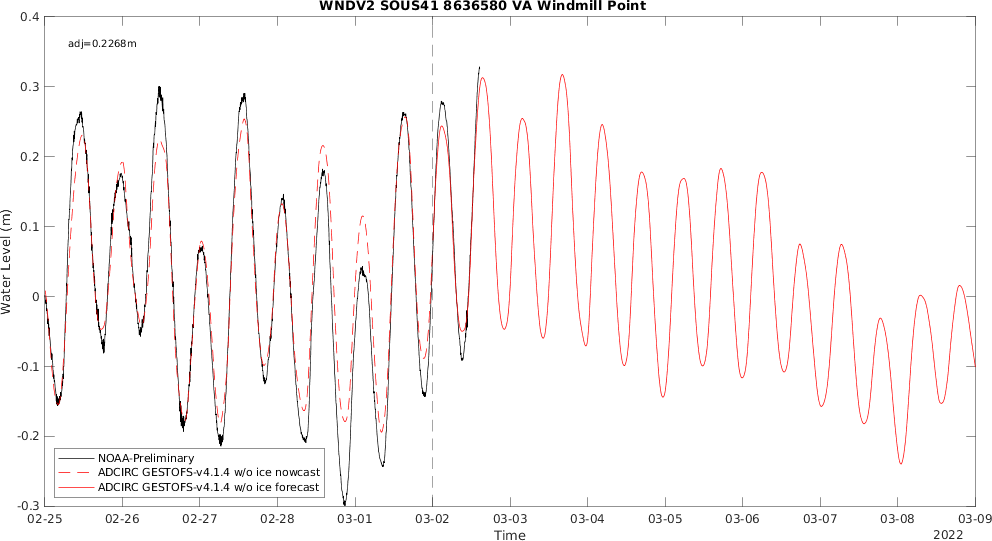 WNDV2 SOUS41 8636580 VA Windmill Point
adj=0.2268m
Water Level (m)
0.4
0.3
0.2
0.1
0
-0.1
-0.2
-0.3
NOAA-Preliminary
ADCIRC GESTOFS-v4.1.4 w/o ice nowcast
ADCIRC GESTOFS-v4.1.4 w/o ice forecast
02-25 02-26 02-27 02-28 03-01 03-02 03-03 03-04 03-05 03-06 03-07 03-08 03-09
Time
2022